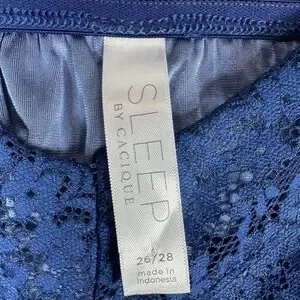 SLEEP
BY CACIQUE
26/28
made in
Indonesia